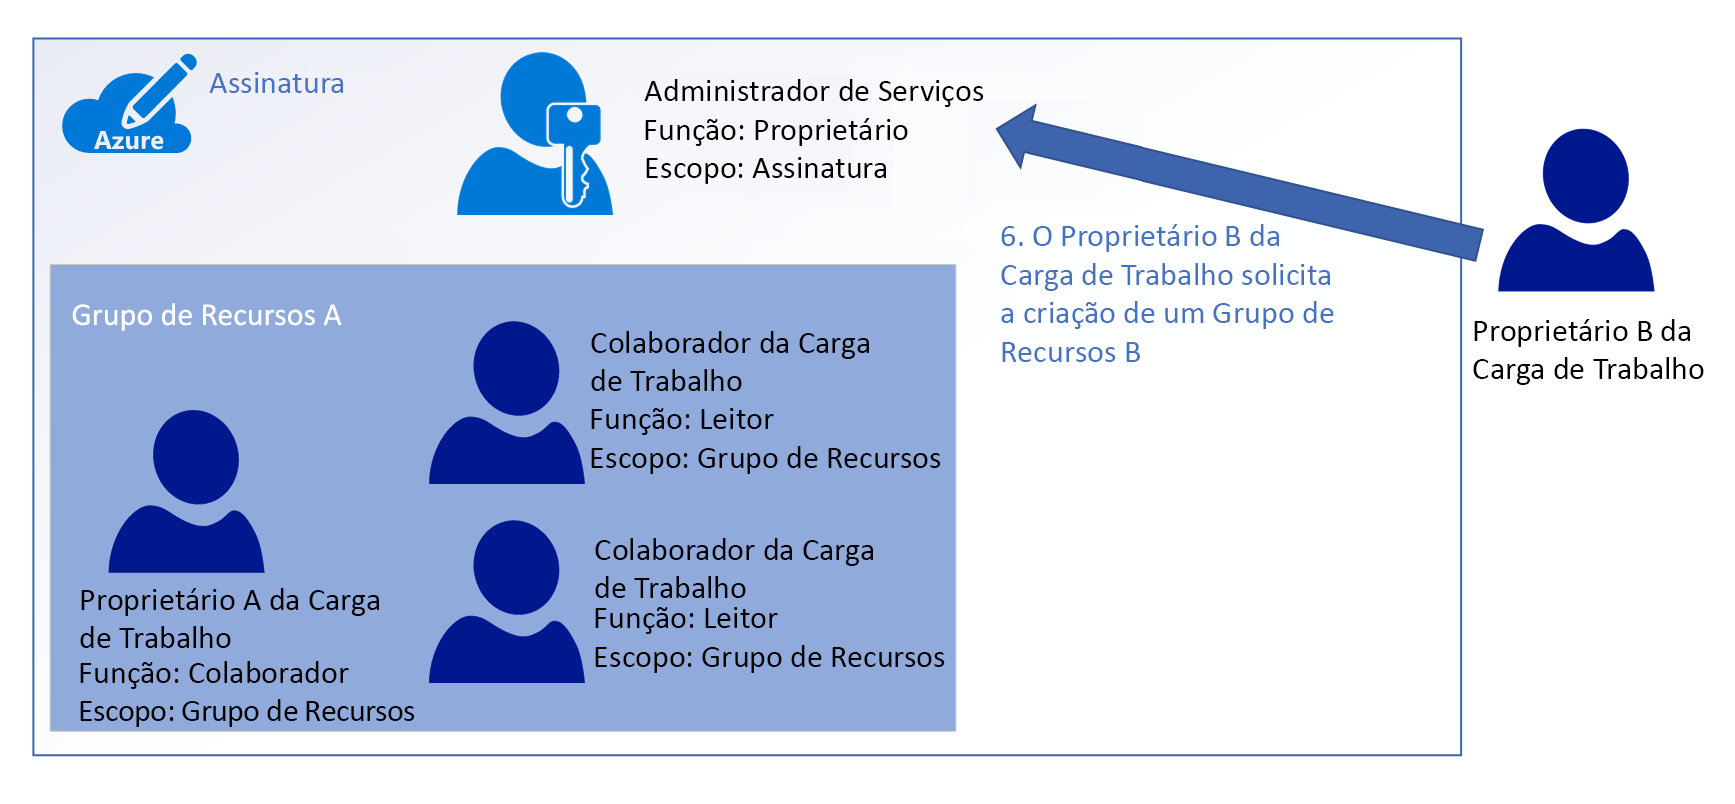 Azure
Assinatura
Administrador de Serviços
Função: Proprietário
Escopo: Assinatura
6. O Proprietário B da
Carga de Trabalho solicita
a criação de um Grupo de
Recursos B
Proprietário B da
Carga de Trabalho
Grupo de Recursos A
Colaborador da Carga
de Trabalho
Função: Leitor
Escopo: Grupo de Recursos
Colaborador da Carga
de Trabalho
Função: Leitor
Escopo: Grupo de Recursos
Proprietário A da Carga
de Trabalho
Função: Colaborador
Escopo: Grupo de Recursos